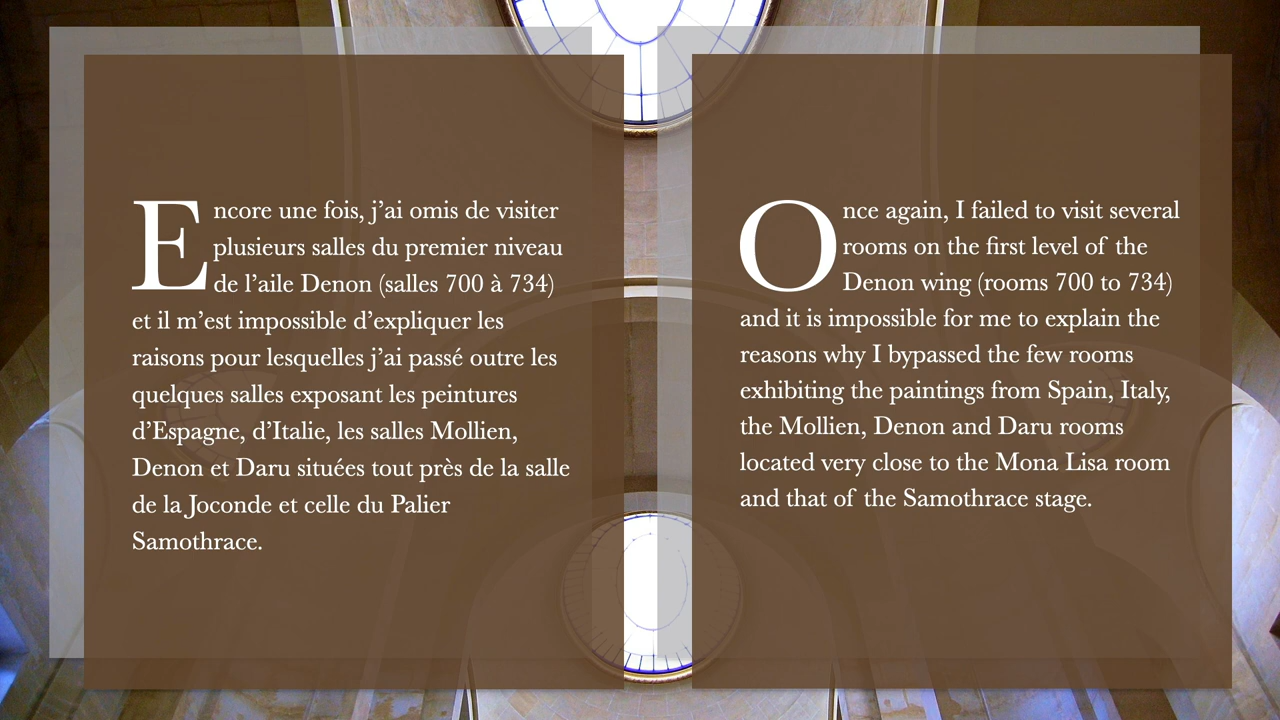 Encore une fois, j’ai omis de visiter
plusieurs salles du premier niveau
de l’aile Denon (salles 700 à 734)
et il m’est impossible d’expliquer les
raisons pour lesquelles j’ai passé outre les
quelques salles exposant les peintures
d’Espagne, d’Italie, les salles Mollien,
Denon et Daru situées tout près de la salle
de la Joconde et celle du Palier
Samothrace.
Once again, I failed to visit several
rooms on the first level of the
Denon wing (rooms 700 to 734)
and it is impossible for me to explain the
reasons why I bypassed the few rooms
exhibiting the paintings from Spain, Italy,
the Mollien, Denon and Daru rooms
located very close to the Mona Lisa room
and that of the Samothrace stage.